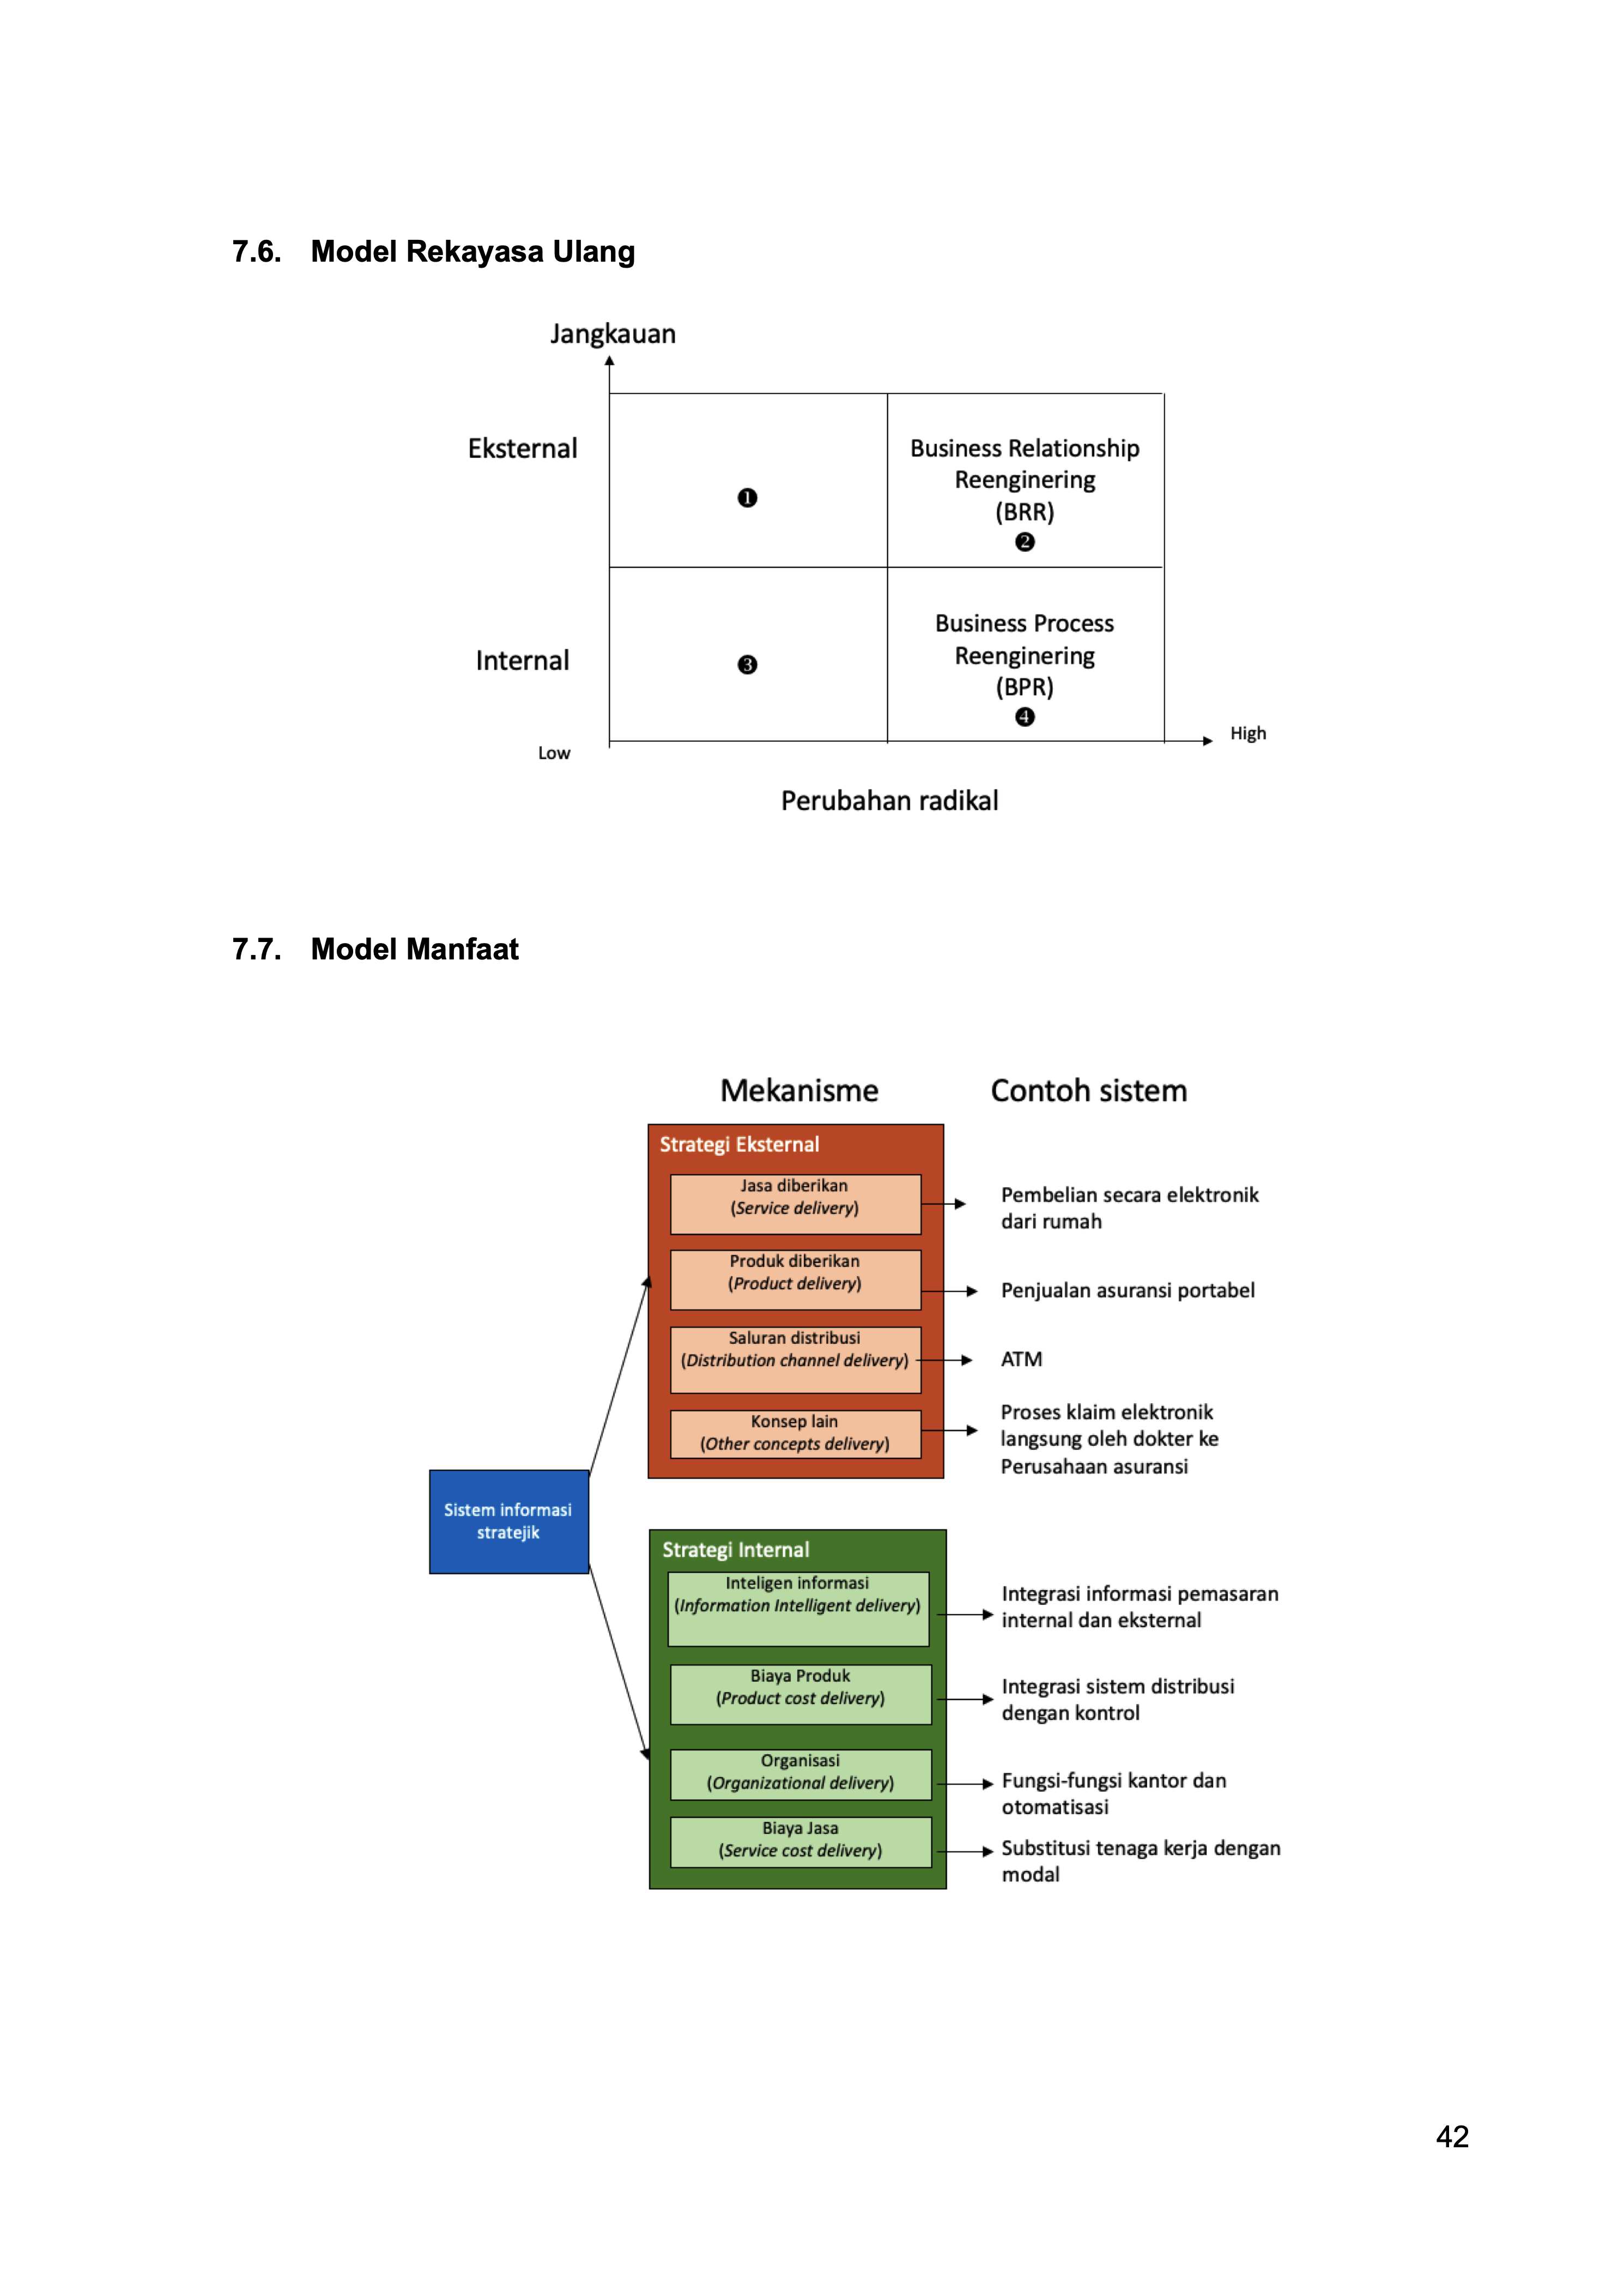 7.6. Model Rekayasa Ulang
Jangkauan
Eksternal
❶
Business Relationship
Reenginering
(BRR)
❷
Internal
❸
Business Process
Reenginering
(BPR)
❹
Low
High
Perubahan radikal
7.7. Model Manfaat
Mekanisme
Contoh sistem
Sistem informasi
stratejik
Strategi Eksternal
Jasa diberikan
(Service delivery)
Pembelian secara elektronik
dari rumah
Produk diberikan
(Product delivery)
Penjualan asuransi portabel
Saluran distribusi
(Distribution channel delivery)
ATM
Konsep lain
(Other concepts delivery)
Proses klaim elektronik
langsung oleh dokter ke
Perusahaan asuransi
Strategi Internal
Inteligen informasi
(Information Intelligent delivery)
Integrasi informasi pemasaran
internal dan eksternal
Biaya Produk
(Product cost delivery)
Integrasi sistem distribusi
dengan kontrol
Organisasi
(Organizational delivery)
Fungsi-fungsi kantor dan
otomatisasi
Biaya Jasa
(Service cost delivery)
Substitusi tenaga kerja dengan
modal
42